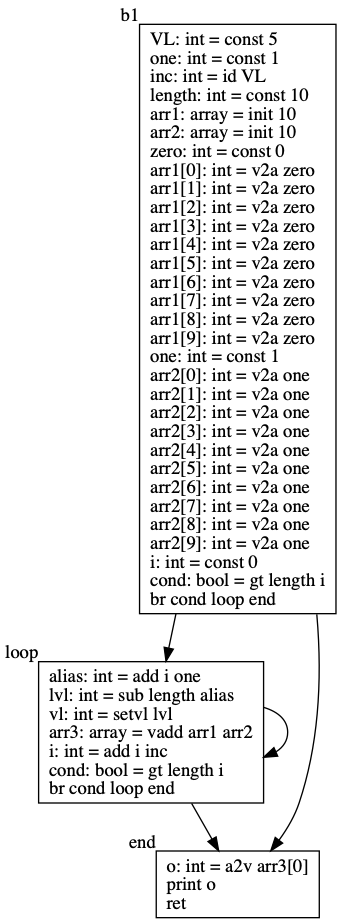 b1
VL: int = const 5
one: int = const 1
inc: int = id VL
length: int = const 10
arr1: array = init 10
arr2: array = init 10
zero: int = const 0
arr1[0]: int = v2a zero
arr1[1]: int = v2a zero
arr1[2]: int = v2a zero
arr1[3]: int = v2a zero
arr1[4]: int = v2a zero
arr1[5]: int = v2a zero
arr1[6]: int = v2a zero
arr1[7]: int = v2a zero
arr1[8]: int = v2a zero
arr1[9]: int = v2a zero
one: int = const 1
arr2[0]: int = v2a one
arr2[1]: int = v2a one
arr2[2]: int = v2a one
arr2[3]: int = v2a one
arr2[4]: int = v2a one
arr2[5]: int = v2a one
arr2[6]: int = v2a one
arr2[7]: int = v2a one
arr2[8]: int = v2a one
arr2[9]: int = v2a one
i: int = const 0
cond: bool = gt length i
br cond loop end
loop
alias: int = add i one
lvl: int = sub length alias
vl: int = setvl lvl
arr3: array = vadd arr1 arr2
i: int = add i inc
cond: bool = gt length i
br cond loop end
end
o: int = a2v arr3[0]
print o
ret